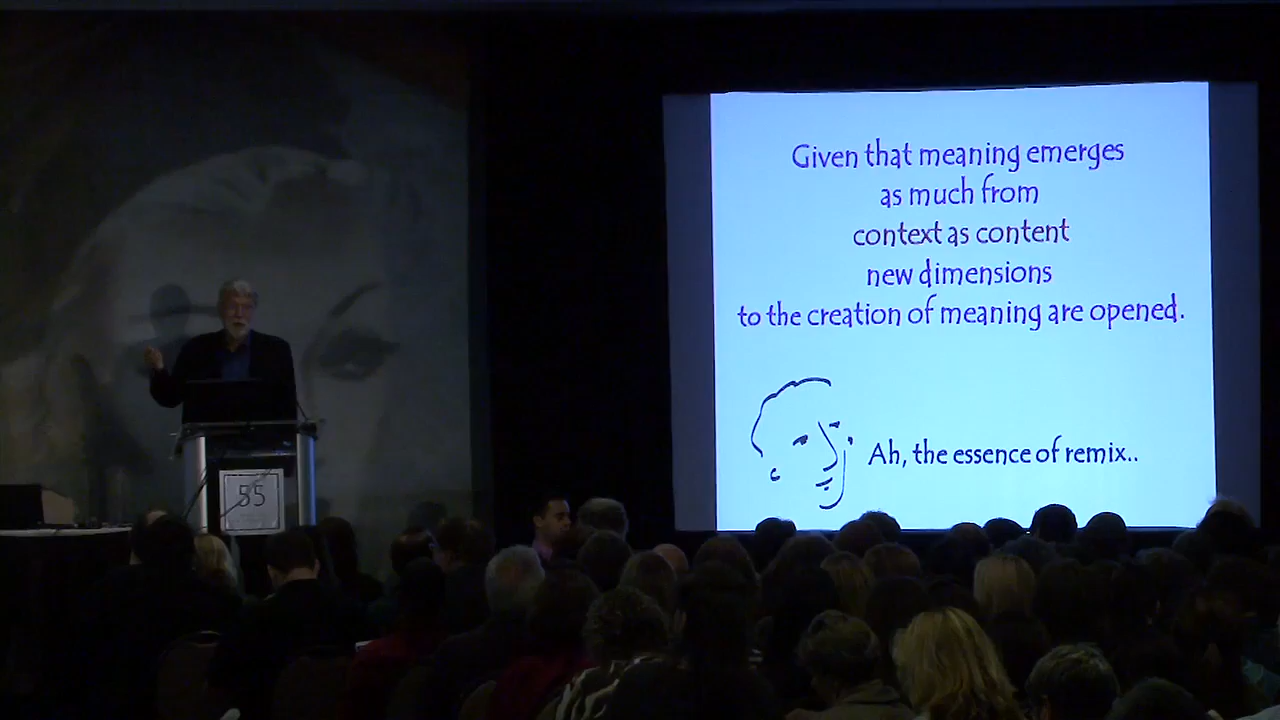 Given that meaning emerges
as much from
context as content
new dimensions
to the creation of meaning are opened.
Ah, the essence of remix..
55